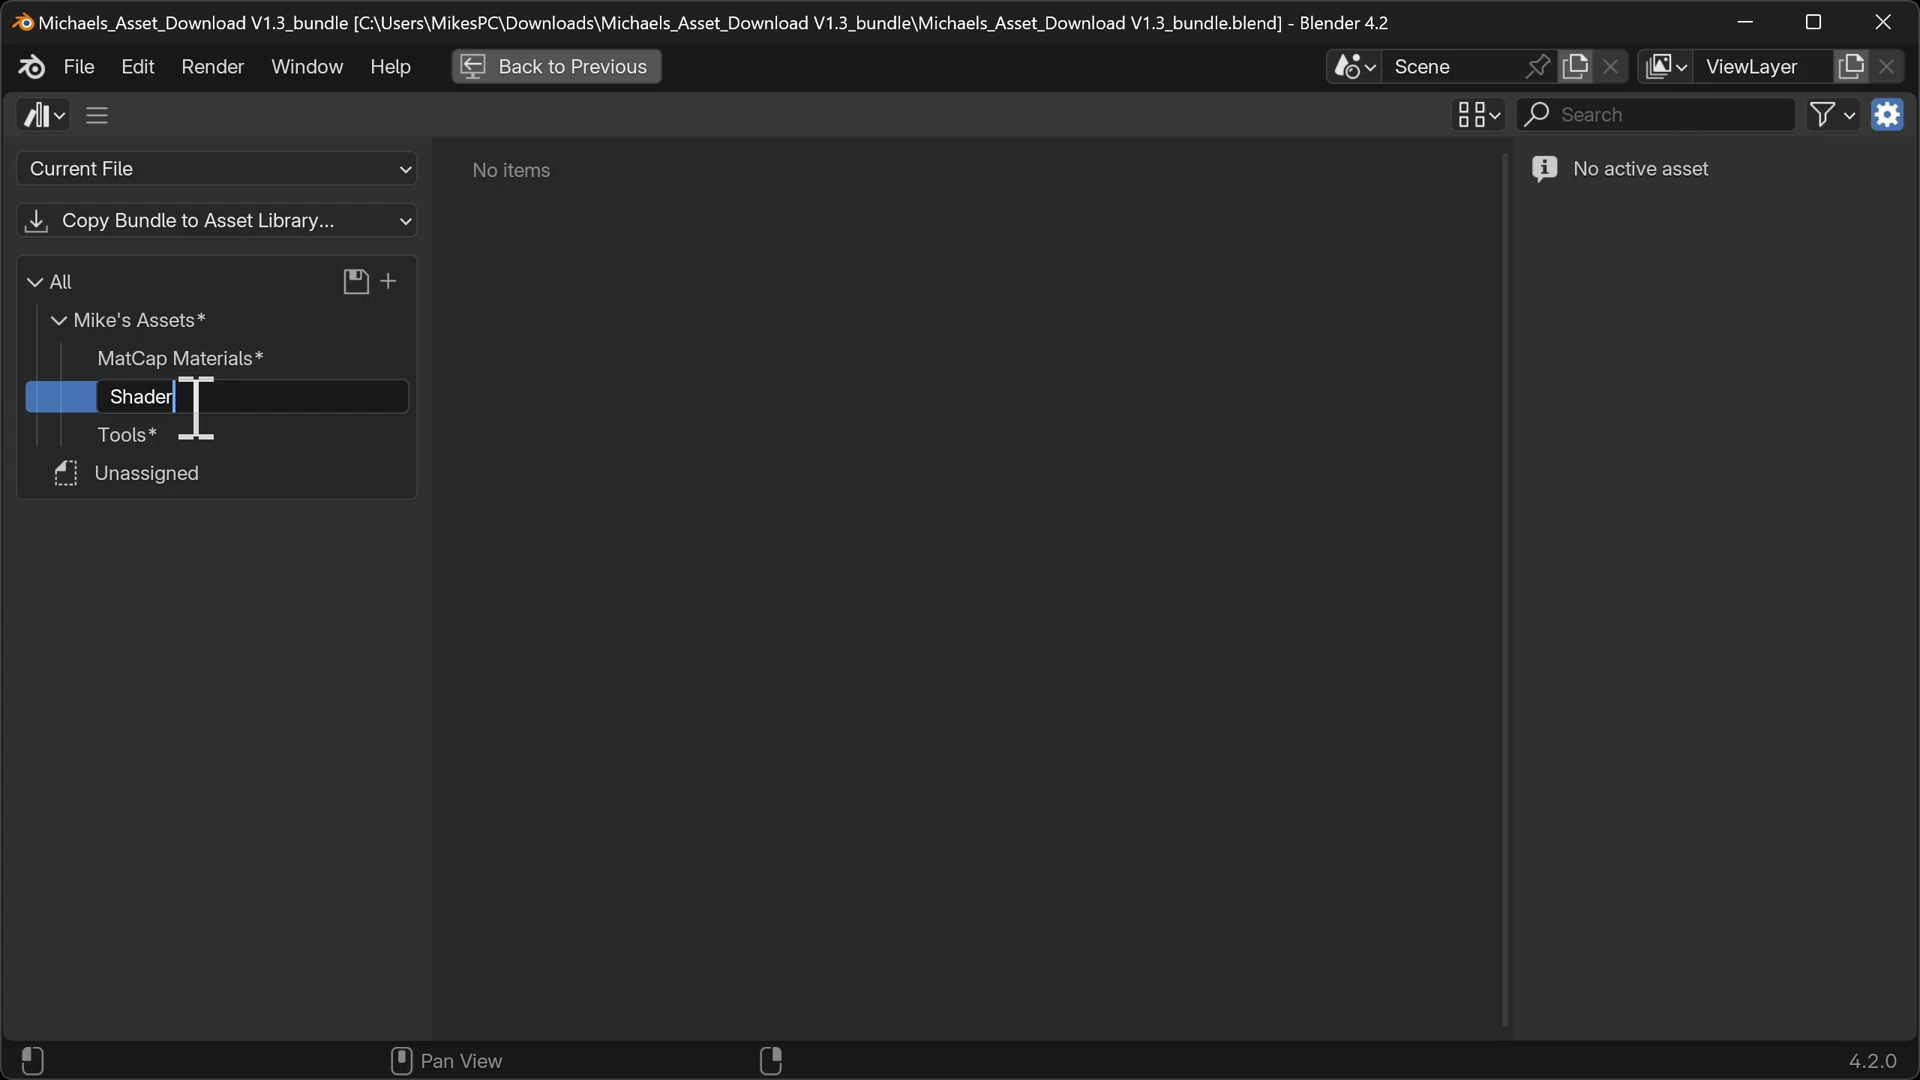 Michaels_Asset_Download V1.3_bundle [C:\Users\MikesPC\Downloads\Michaels_Asset_Download V1.3_bundle\Michaels_Asset_Download V1.3_bundle.blend] - Blender 4.2
File Edit Render Window Help Back to Previous Scene ViewLayer
Search
Current File
No items
No active asset
Copy Bundle to Asset Library...
All
Mike's Assets*
MatCap Materials*
Shader
Tools*
Unassigned
Pan View
4.2.0